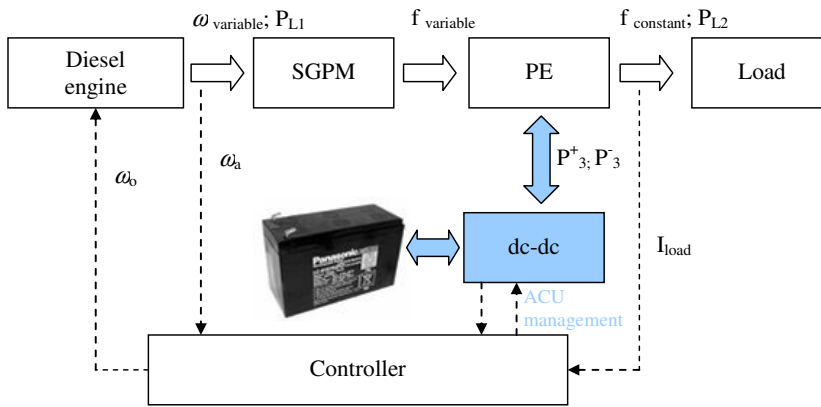 ω variable; PL1
f variable
f constant; PL2
Diesel
engine
SGPM
PE
Load
ωo
ωa
P+3; P-3
Panasonic
dc-dc
Iload
ACU
management
Controller